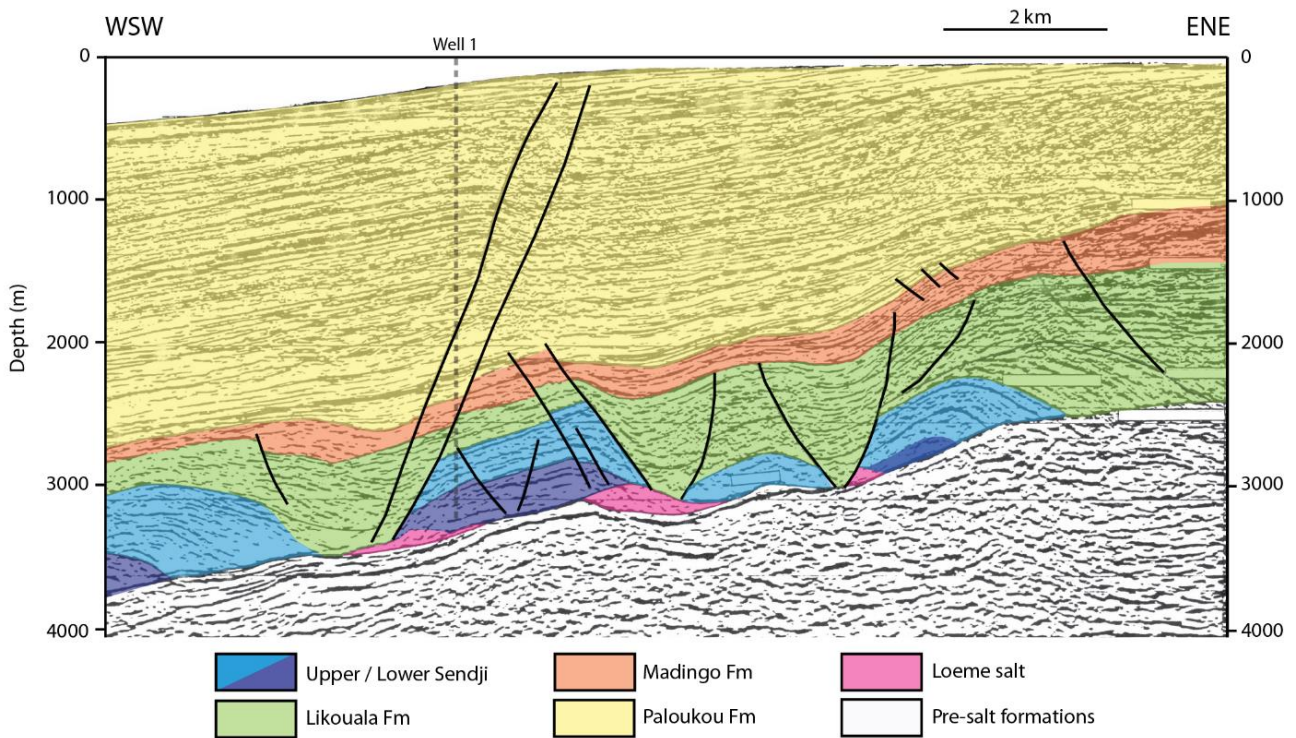 WSW
Well 1
2 km
ENE
0
0
1000
1000
2000
2000
3000
3000
4000
4000
Depth (m)
Upper / Lower Sendji
Madingo Fm
Loeme salt
Likouala Fm
Paloukou Fm
Pre-salt formations